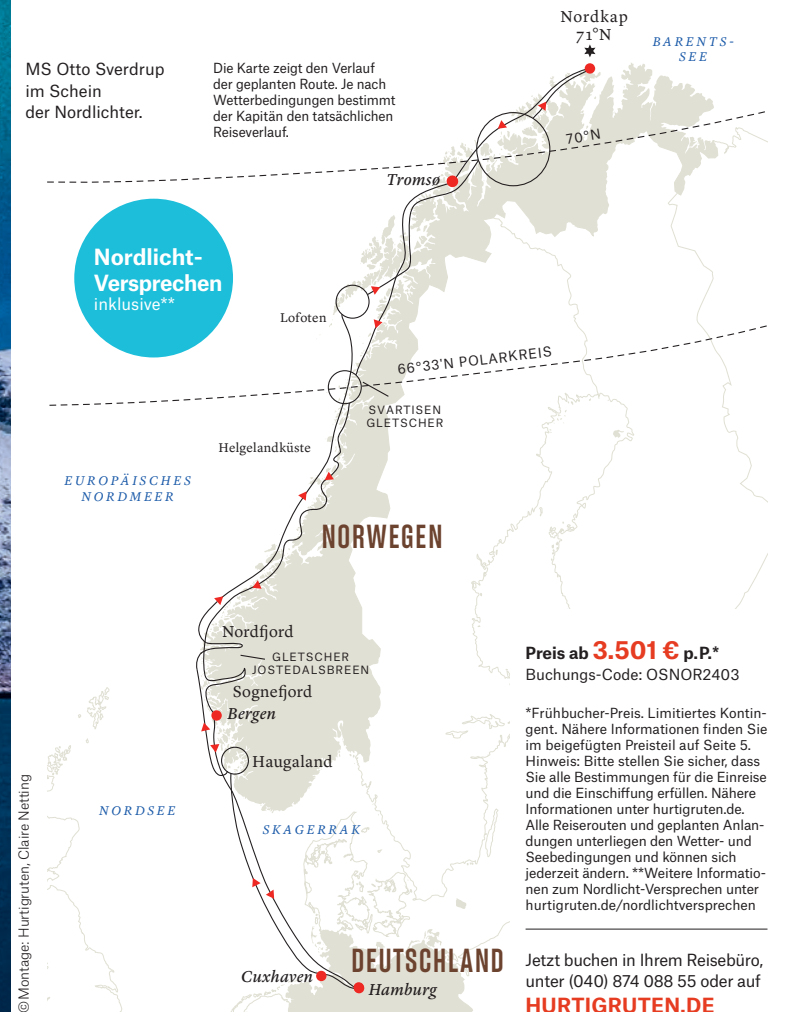 Nordkap
71°N
BARENTS-
SEE
MS Otto Sverdrup
im Schein
der Nordlichter.
Die Karte zeigt den Verlauf
der geplanten Route. Je nach
Wetterbedingungen bestimmt
der Kapitän den tatsächlichen
Reiseverlauf.
70°N
Tromsø
Nordlicht-
Versprechen
inklusive**
Lofoten
66°33'N POLARKREIS
SVARTISEN
GLETSCHER
Helgelandküste
EUROPÄISCHES
NORDMEER
NORWEGEN
Nordfjord
GLETSCHER
JOSTEDALSBREEN
Sognefjord
Bergen
Haugaland
NORDSEE
SKAGERRAK
DEUTSCHLAND
Cuxhaven
Hamburg
Preis ab 3.501 € p.P.*
Buchungs-Code: OSNOR2403
*Frühbucher-Preis. Limitiertes Kontin-
gent. Nähere Informationen finden Sie
im beigefügten Preisteil auf Seite 5.
Hinweis: Bitte stellen Sie sicher, dass
Sie alle Bestimmungen für die Einreise
und die Einschiffung erfüllen. Nähere
Informationen unter hurtigruten.de.
Alle Reiserouten und geplanten Anlan-
dungen unterliegen den Wetter- und
Seebedingungen und können sich
jederzeit ändern. **Weitere Informatio-
nen zum Nordlicht-Versprechen unter
hurtigruten.de/nordlichtversprechen
Jetzt buchen in Ihrem Reisebüro,
unter (040) 874 088 55 oder auf
HURTIGRUTEN.DE
©Montage: Hurtigruten, Claire Netting